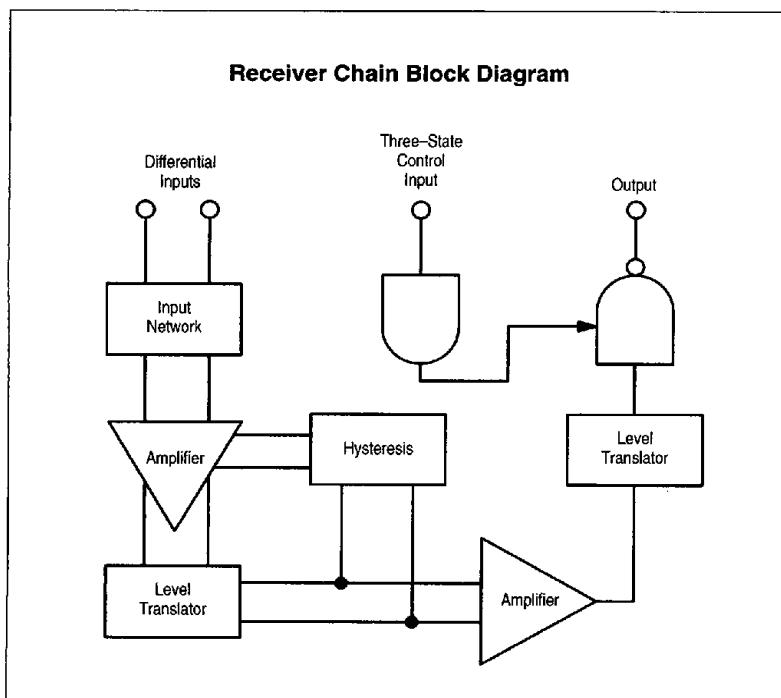 Receiver Chain Block Diagram
Differential
Inputs
Three–State
Control
Input
Output
Input
Network
Amplifier
Hysteresis
Level
Translator
Level
Translator
Amplifier